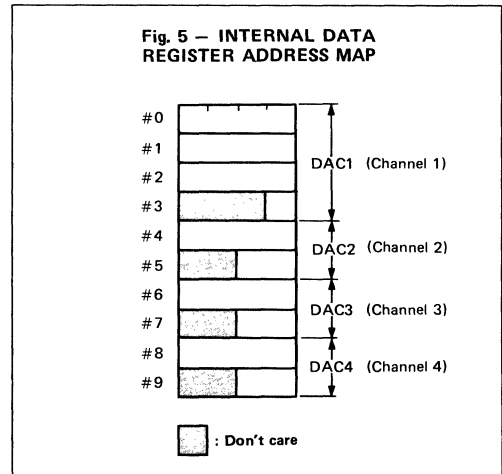 Fig. 5 — INTERNAL DATA
REGISTER ADDRESS MAP
#0
#1
#2
#3
#4
#5
#6
#7
#8
#9
DAC1 (Channel 1)
DAC2 (Channel 2)
DAC3 (Channel 3)
DAC4 (Channel 4)
: Don't care